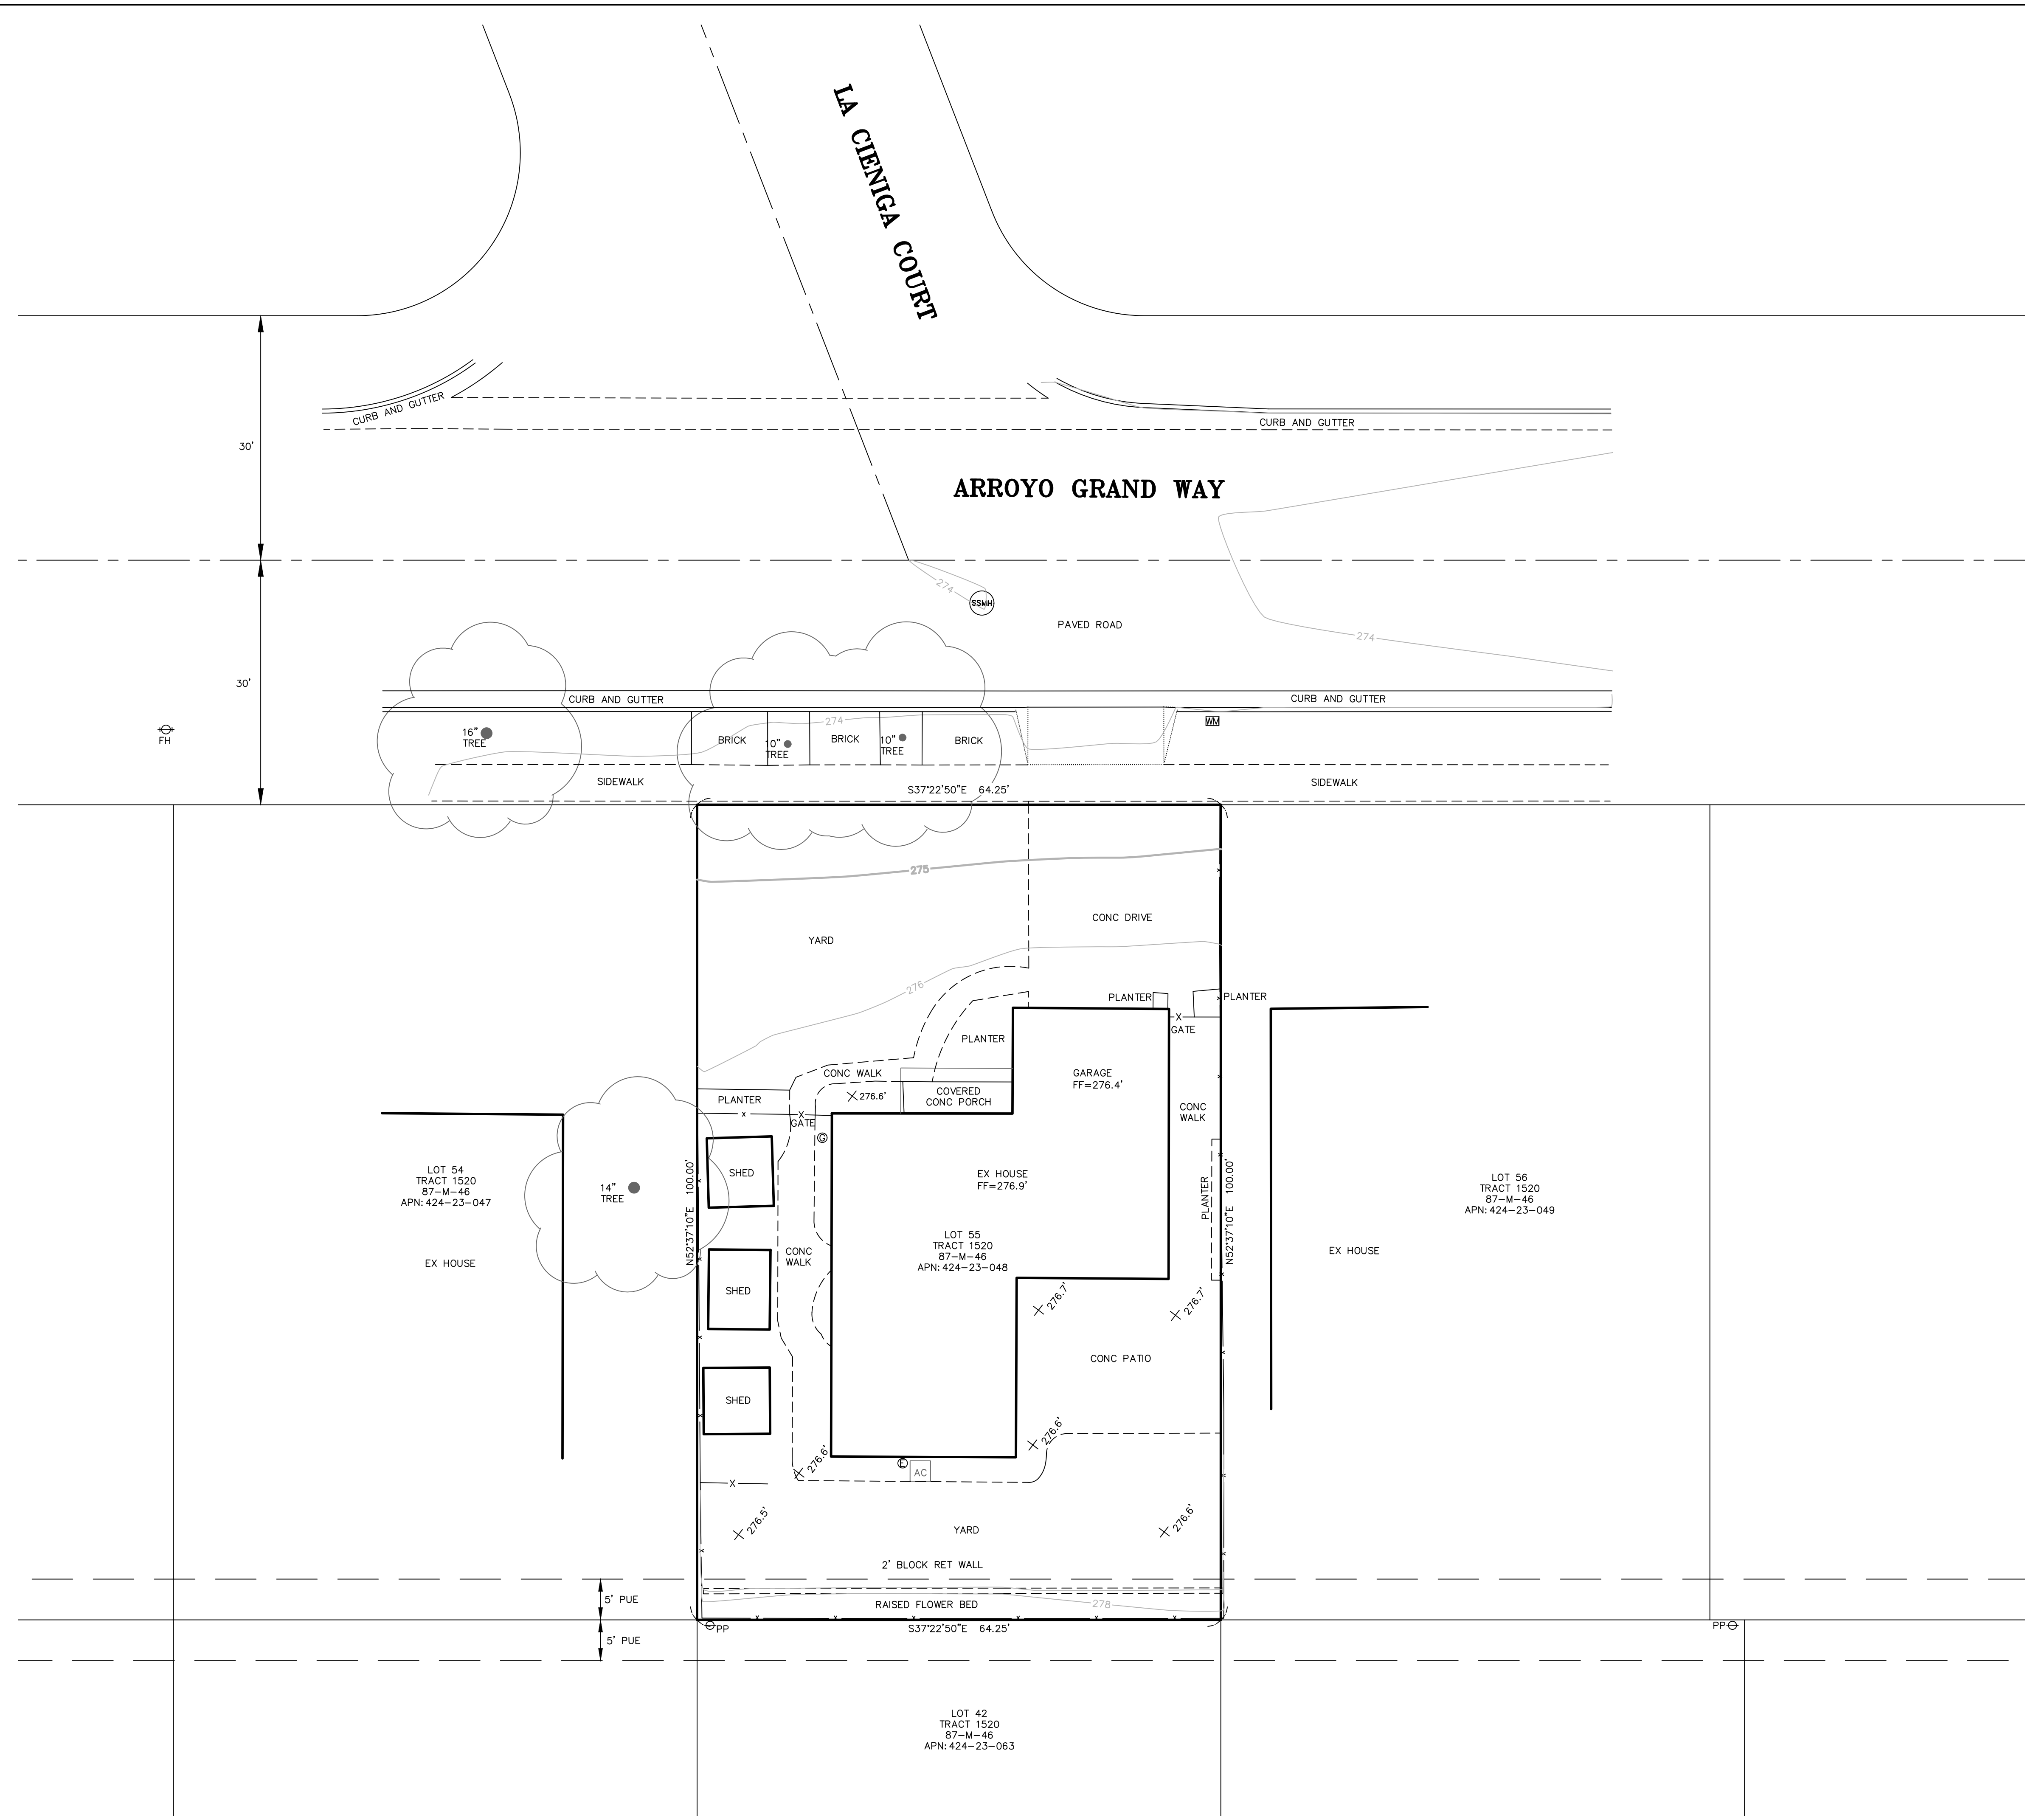 LA CIENIGA COURT
CURB AND GUTTER
CURB AND GUTTER
30'
ARROYO GRAND WAY
274
SSMH
PAVED ROAD
274
30'
CURB AND GUTTER
CURB AND GUTTER
FH
16"
TREE
BRICK
10"
TREE
274
BRICK
10"
TREE
BRICK
WM
SIDEWALK
S37°22'50"E 64.25'
SIDEWALK
275
CONC DRIVE
YARD
276
PLANTER
PLANTER
X
GATE
PLANTER
CONC WALK
GARAGE
FF=276.4'
276.6'
COVERED
CONC PORCH
PLANTER
X
GATE
G
CONC
WALK
SHED
EX HOUSE
FF=276.9'
LOT 54
TRACT 1520
87-M-46
APN: 424-23-047
14"
TREE
N52°37'10"E 100.00'
PLANTER
N52°37'10"E 100.00'
LOT 56
TRACT 1520
87-M-46
APN: 424-23-049
LOT 55
TRACT 1520
87-M-46
APN: 424-23-048
CONC
WALK
EX HOUSE
EX HOUSE
SHED
276.7'
276.7'
CONC PATIO
SHED
276.6'
276.6'
E
AC
X
276.5'
276.6'
YARD
2' BLOCK RET WALL
5' PUE
RAISED FLOWER BED
278
PP
S37°22'50"E 64.25'
PP
5' PUE
LOT 42
TRACT 1520
87-M-46
APN: 424-23-063